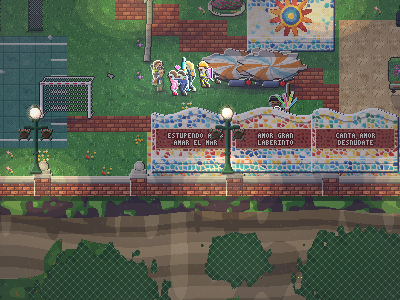 ESTUPENDO A
AMAR EL MAR
AMOR GRAN
LABERINTO
CANTA AMOR
DESNUDATE